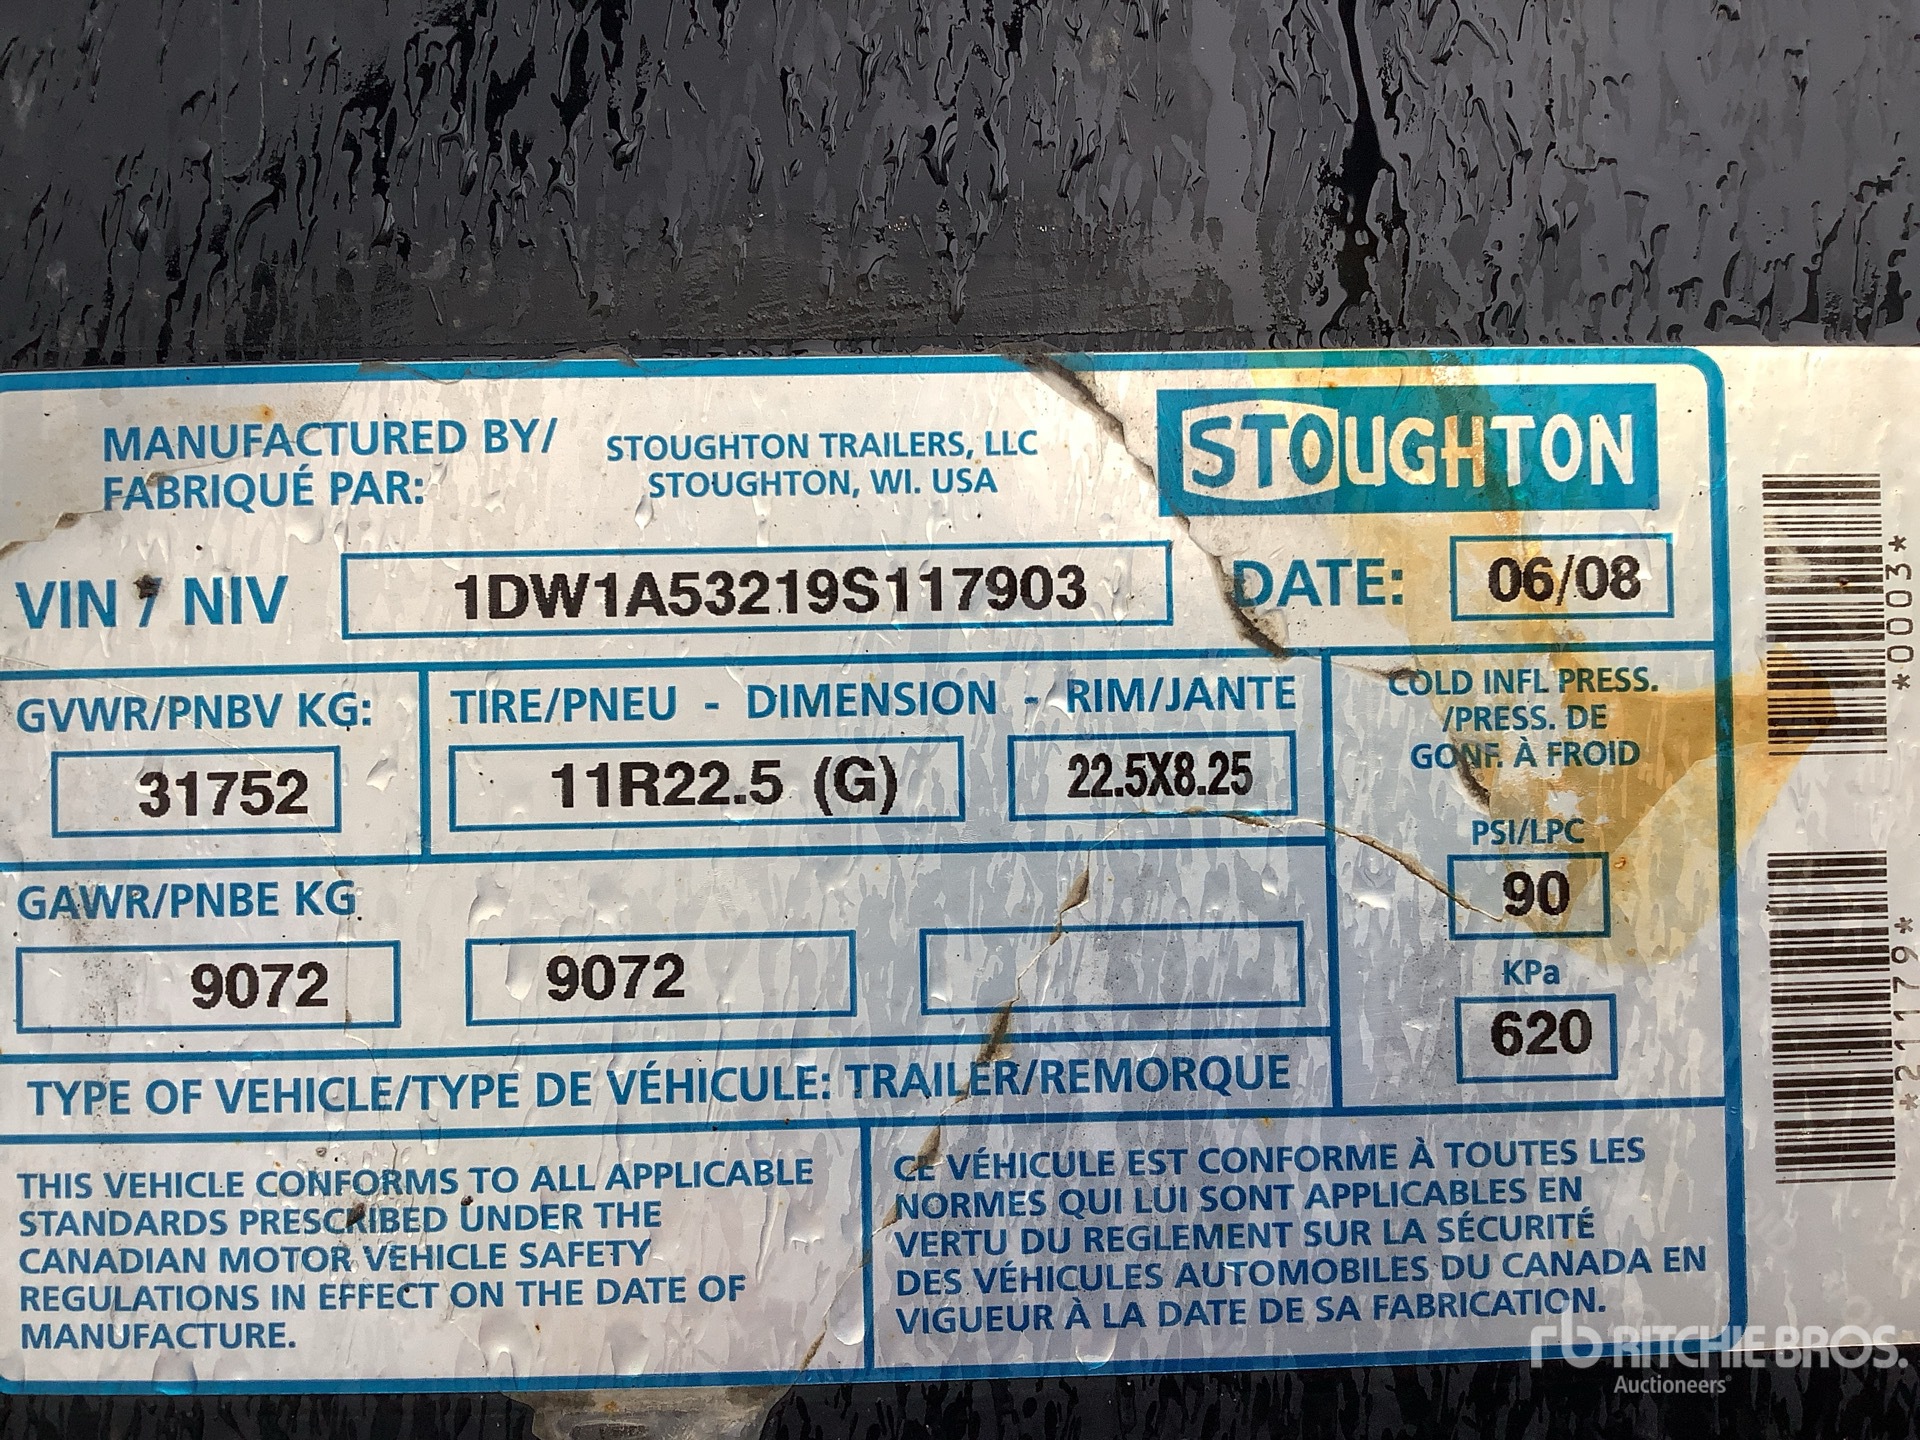 MANUFACTURED BY/
FABRIQUÉ PAR:
STOUGHTON TRAILERS, LLC
STOUGHTON, WI. USA
STOUGHTON
VIN / NIV
1DW1A53219S117903
DATE:
06/08
GVWR/PNBV KG:
31752
TIRE/PNEU - DIMENSION - RIM/JANTE
11R22.5 (G)
22.5X8.25
COLD INFL PRESS.
/PRESS. DE
GONF. À FROID
PSI/LPC
90
KPa
620
GAWR/PNBE KG
9072
9072
TYPE OF VEHICLE/TYPE DE VÉHICULE: TRAILER/REMORQUE
THIS VEHICLE CONFORMS TO ALL APPLICABLE
STANDARDS PRESCRIBED UNDER THE
CANADIAN MOTOR VEHICLE SAFETY
REGULATIONS IN EFFECT ON THE DATE OF
MANUFACTURE.
CE VÉHICULE EST CONFORME À TOUTES LES
NORMES QUI LUI SONT APPLICABLES EN
VERTU DU REGLEMENT SUR LA SÉCURITÉ
DES VÉHICULES AUTOMOBILES DU CANADA EN
VIGUEUR À LA DATE DE SA FABRICATION.
*0003*
*21179*
rb RITCHIE BROS.
Auctioneers